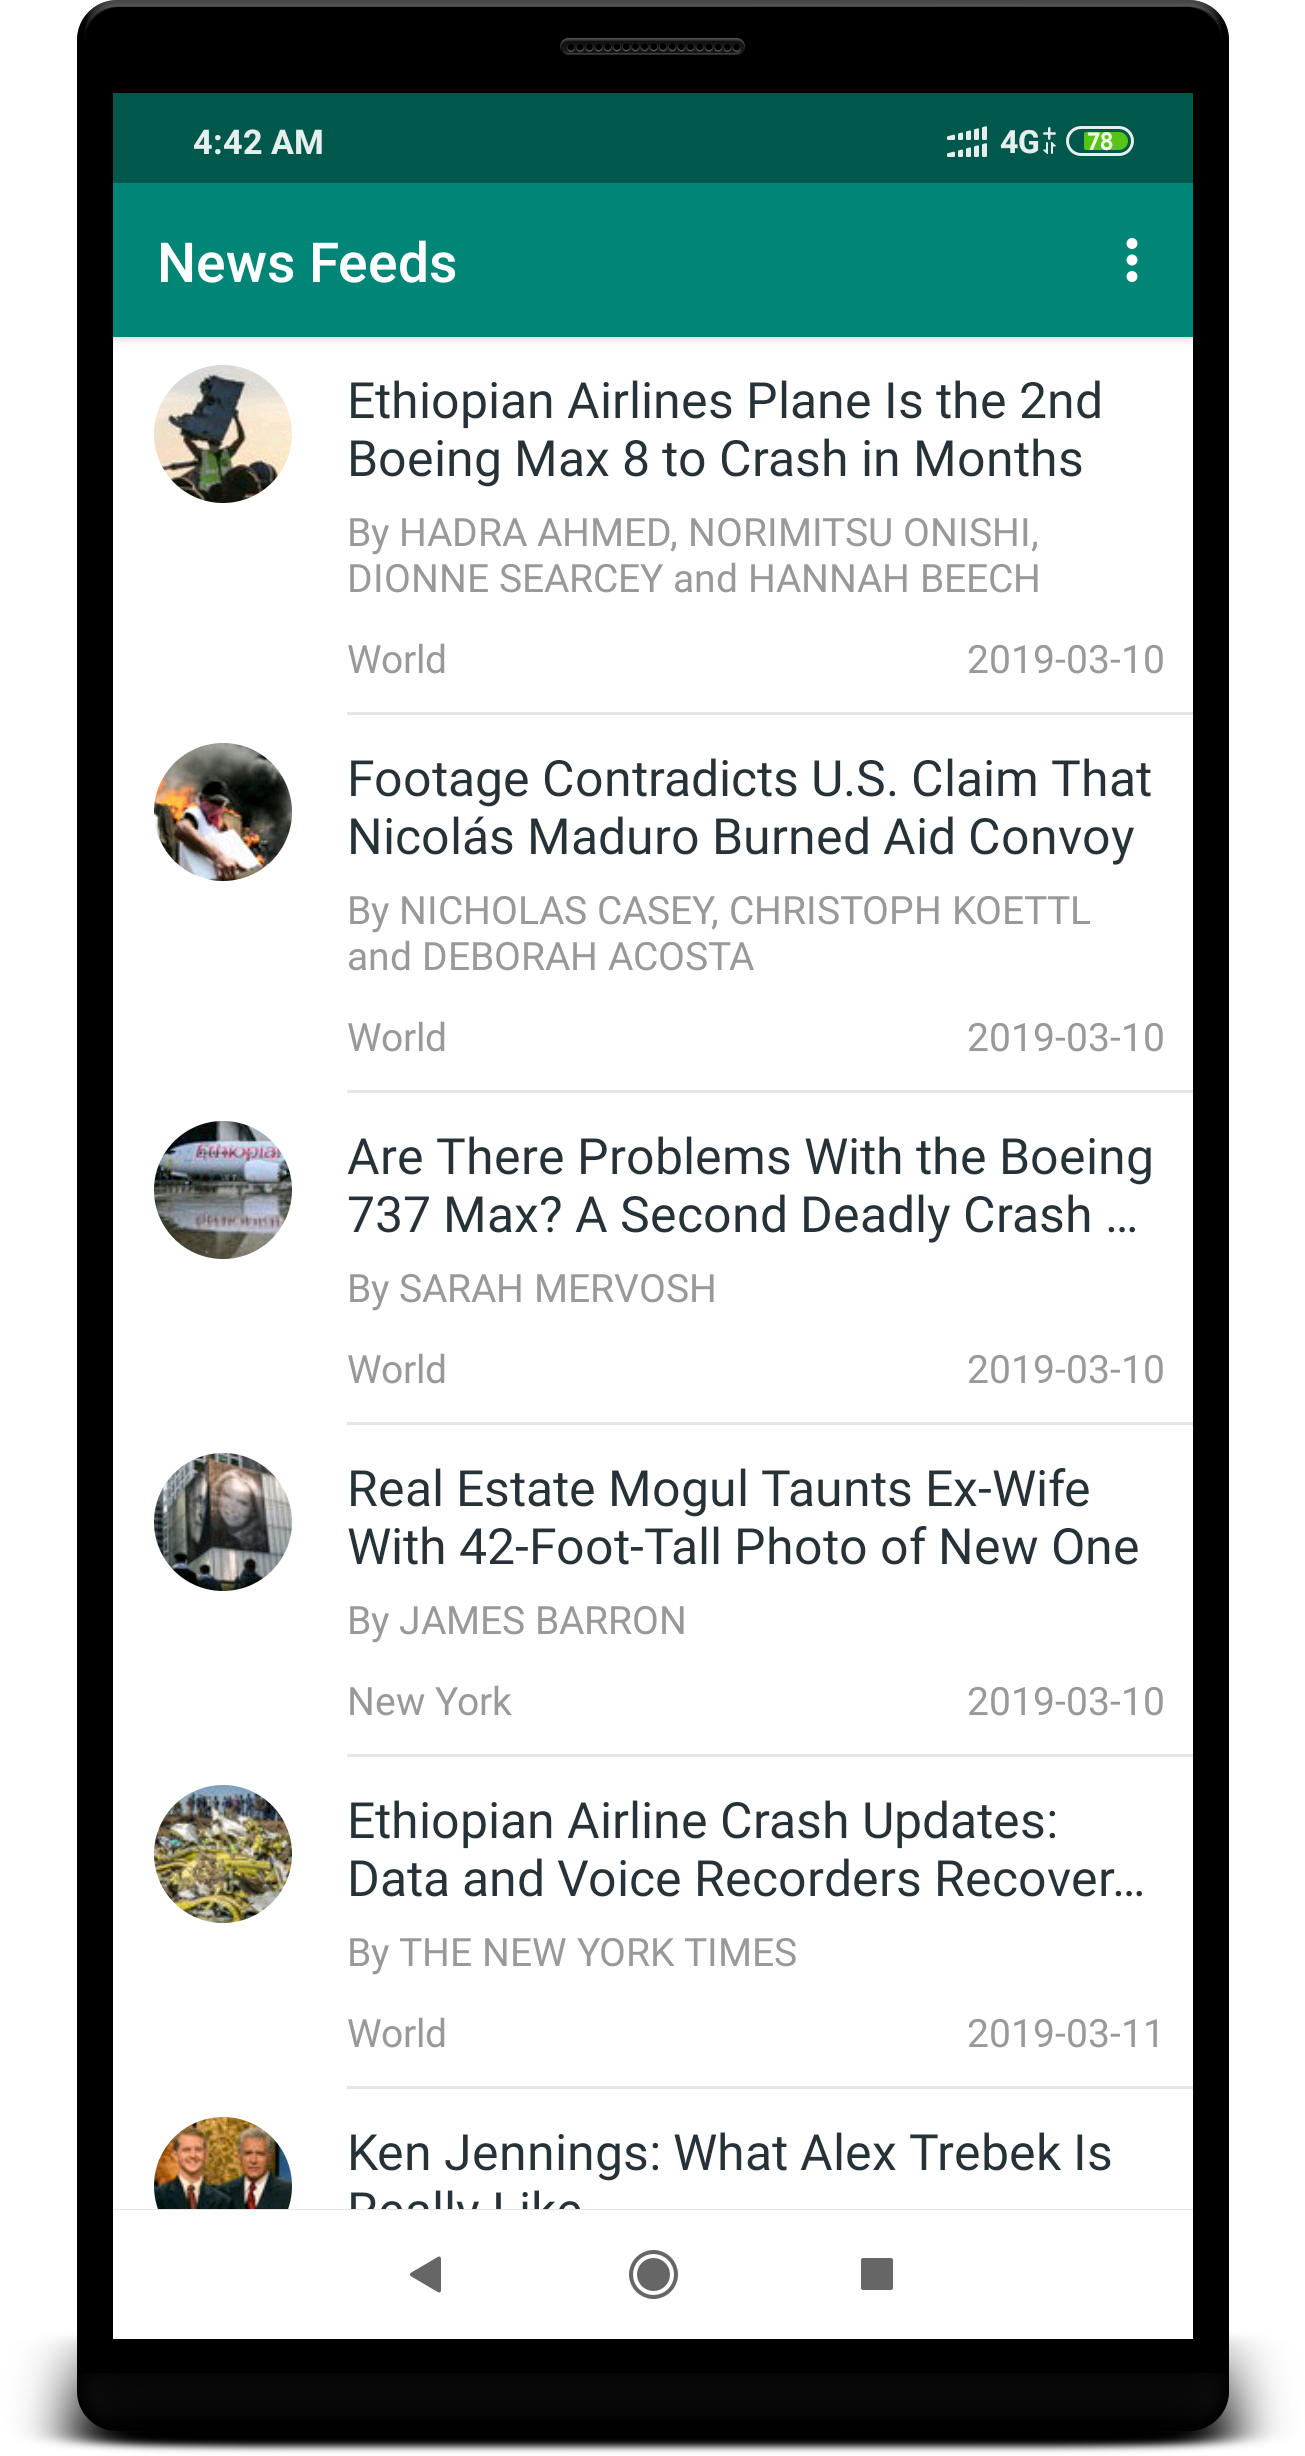 4:42 AM
4G
78
News Feeds
Ethiopian Airlines Plane Is the 2nd
Boeing Max 8 to Crash in Months
By HADRA AHMED, NORIMITSU ONISHI,
DIONNE SEARCEY and HANNAH BEECH
World 2019-03-10
Footage Contradicts U.S. Claim That
Nicolás Maduro Burned Aid Convoy
By NICHOLAS CASEY, CHRISTOPH KOETTL
and DEBORAH ACOSTA
World 2019-03-10
Ethiopian
Are There Problems With the Boeing
737 Max? A Second Deadly Crash …
By SARAH MERVOSH
World 2019-03-10
Real Estate Mogul Taunts Ex-Wife
With 42-Foot-Tall Photo of New One
By JAMES BARRON
New York 2019-03-10
Ethiopian Airline Crash Updates:
Data and Voice Recorders Recover…
By THE NEW YORK TIMES
World 2019-03-11
Ken Jennings: What Alex Trebek Is
Really Like